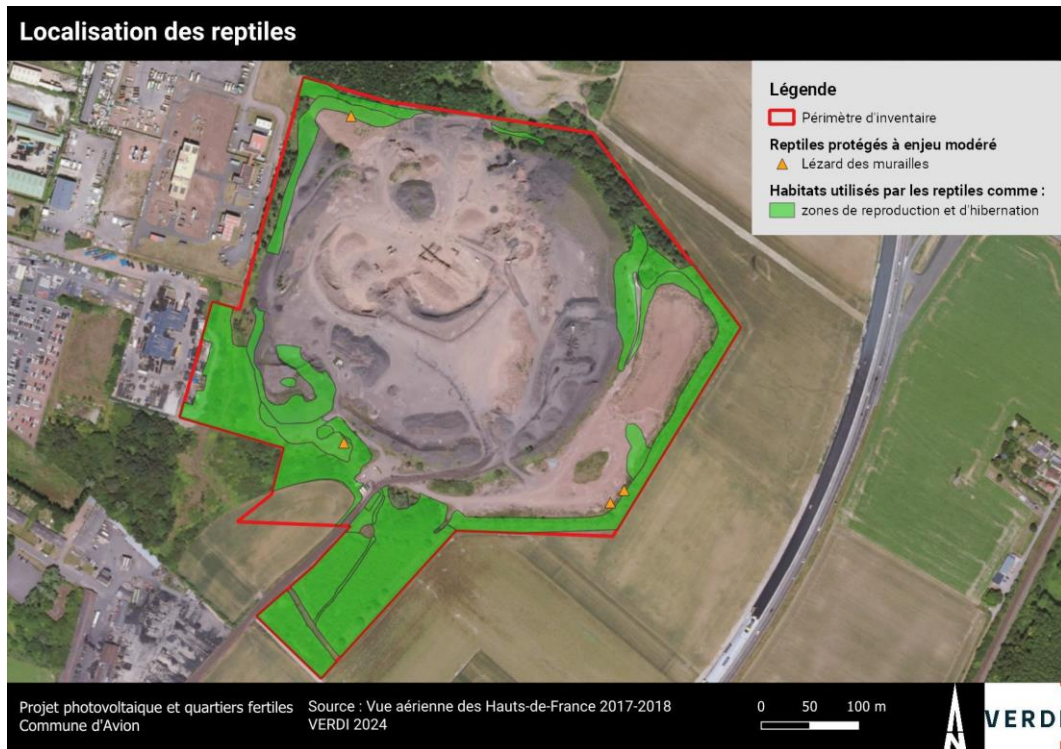 Localisation des reptiles
Légende
Périmètre d'inventaire
Reptiles protégés à enjeu modéré
Lézard des murailles
Habitats utilisés par les reptiles comme :
zones de reproduction et d'hibernation
Projet photovoltaique et quartiers fertiles
Commune d'Avion
Source : Vue aérienne des Hauts-de-France 2017-2018
VERDI 2024
0 50 100 m
N
VERDI